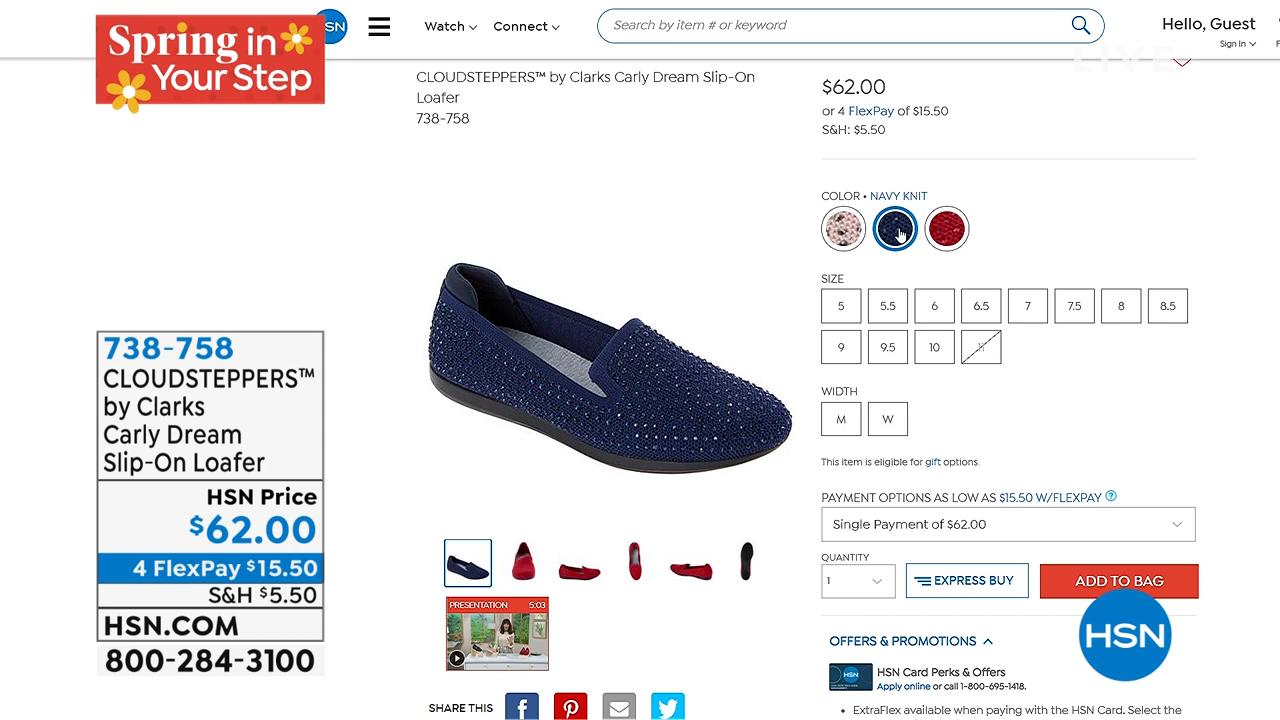 Spring in
Your Step
HSN
Watch
Connect
Search by item # or keyword
Hello, Guest
Sign In
LIVE
CLOUDSTEPPERS™ by Clarks Carly Dream Slip-On
Loafer
738-758
$62.00
or 4 FlexPay of $15.50
S&H: $5.50
COLOR • NAVY KNIT
SIZE
5 5.5 6 6.5 7 7.5 8 8.5
9 9.5 10 11
WIDTH
M W
This item is eligible for gift options.
PAYMENT OPTIONS AS LOW AS $15.50 W/FLEXPAY ?
Single Payment of $62.00
QUANTITY
1
EXPRESS BUY
ADD TO BAG
OFFERS & PROMOTIONS
HSN
HSN
HSN Card Perks & Offers
Apply online or call 1-800-695-1418.
• ExtraFlex available when paying with the HSN Card. Select the
PRESENTATION 5:03
SHARE THIS
738-758
CLOUDSTEPPERS™
by Clarks
Carly Dream
Slip-On Loafer
HSN Price
$62.00
4 FlexPay $15.50
S&H $5.50
HSN.COM
800-284-3100